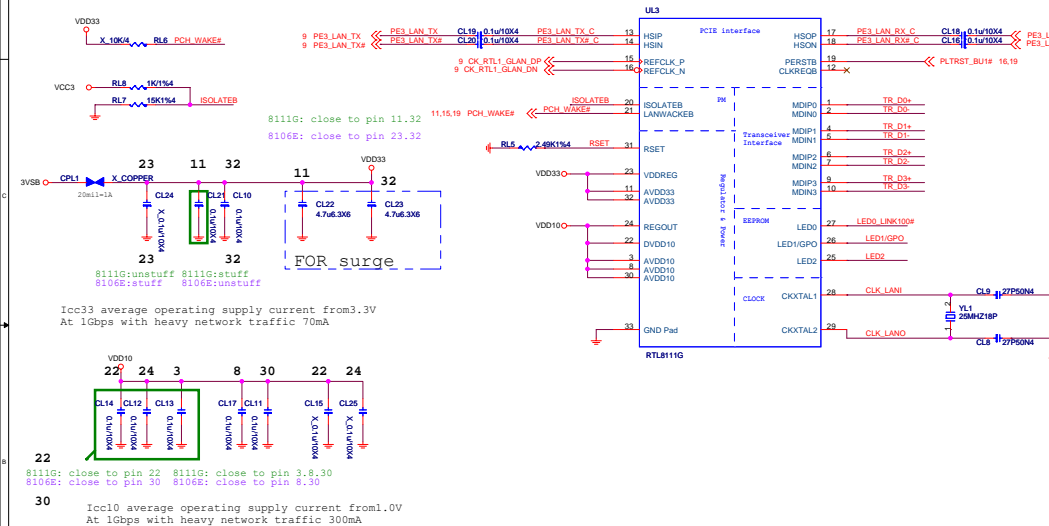 VDD33
X_10K/4 RL6 PCH_WAKE#
VCC3
RL8 1K/1%4
RL7 15K1%4 ISOLATEB
8111G: close to pin 11.32
8106E: close to pin 23.32
3VSB CPL1 X_COPPER
20mil=1A
23 11 32
CL24 X_0.1u/10X4
CL21 0.1u/10X4
CL10 0.1u/10X4
23 32
8111G:unstuff 8111G:stuff
8106E:stuff 8106E:unstuff
VDD33
11 32
CL22 4.7u6.3X6
CL23 4.7u6.3X6
FOR surge
Icc33 average operating supply current from3.3V
At 1Gbps with heavy network traffic 70mA
VDD10
22 24 3 8 30 22 24
CL14 0.1u/10X4
CL12 0.1u/10X4
CL13 0.1u/10X4
CL17 0.1u/10X4
CL11 0.1u/10X4
CL15 X_0.1u/10X4
CL25 X_0.1u/10X4
22
8111G: close to pin 22 8111G: close to pin 3.8.30
8106E: close to pin 30 8106E: close to pin 8.30
30
Icc10 average operating supply current from1.0V
At 1Gbps with heavy network traffic 300mA
C
B
UL3
9 PE3_LAN_TX CL19 0.1u/10X4 PE3_LAN_TX_C 13 HSIP
9 PE3_LAN_TX# CL20 0.1u/10X4 PE3_LAN_TX#_C 14 HSIN
9 CK_RTL1_GLAN_DP 15 REFCLK_P
9 CK_RTL1_GLAN_DN 16 REFCLK_N
ISOLATEB 20 ISOLATEB
11,15,19 PCH_WAKE# PCH_WAKE# 21 LANWACKEB
RL5 2.49K1%4 RSET 31 RSET
VDD33 23 VDDREG
11 AVDD33
32 AVDD33
VDD10 24 REGOUT
22 DVDD10
3 AVDD10
8 AVDD10
30 AVDD10
33 GND Pad
RTL8111G
PCIE interface
PM
Transceiver
Interface
Regulator & Power
EEPROM
CLOCK
HSOP 17 PE3_LAN_RX_C CL18 0.1u/10X4
HSON 18 PE3_LAN_RX#_C CL16 0.1u/10X4
PERSTB 19 PLTRST_BU1# 16,19
CLKREQB 12
MDIP0 1 TR_D0+
MDIN0 2 TR_D0-
MDIP1 4 TR_D1+
MDIN1 5 TR_D1-
MDIP2 6 TR_D2+
MDIN2 7 TR_D2-
MDIP3 9 TR_D3+
MDIN3 10 TR_D3-
LED0 27 LED0_LINK100#
LED1/GPO 26 LED1/GPO
LED2 25 LED2
CKXTAL1 28 CLK_LANI CL9 27P50N4
2
YL1
25MHZ18P
1
CKXTAL2 29 CLK_LANO CL8 27P50N4